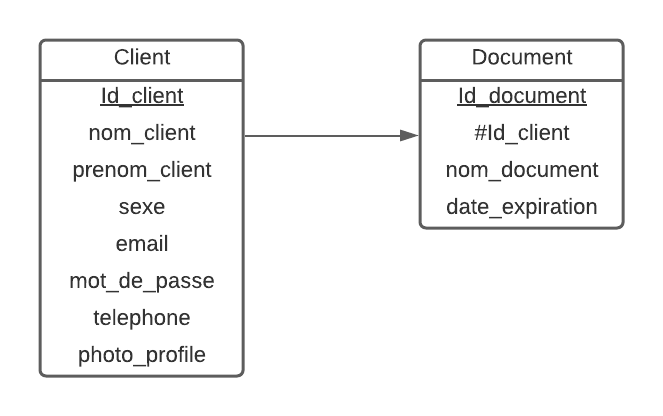 Client
Id_client
nom_client
prenom_client
sexe
email
mot_de_passe
telephone
photo_profile
Document
Id_document
#Id_client
nom_document
date_expiration